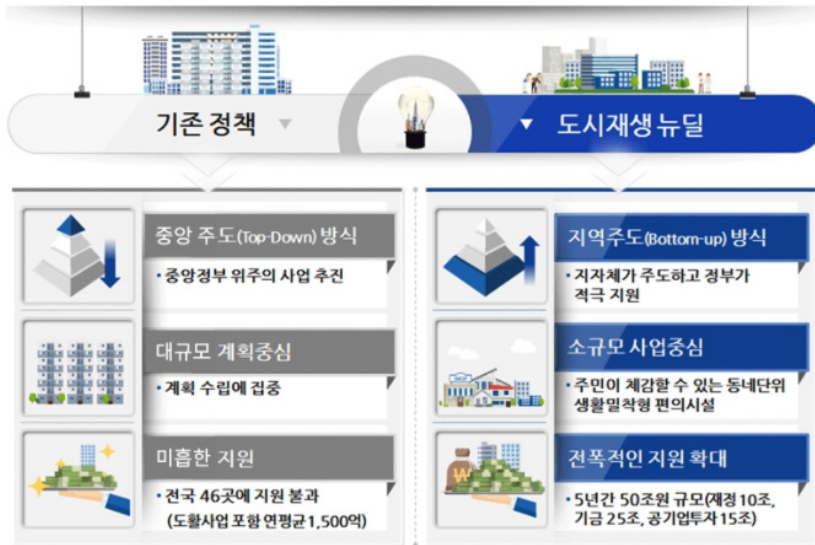 기존 정책
도시재생 뉴딜
중앙 주도(Top-Down) 방식
• 중앙정부 위주의 사업 추진
대규모 계획중심
• 계획 수립에 집중
미흡한 지원
• 전국 46곳에 지원 불과
(도활사업 포함 연평균 1,500억)
지역주도(Bottom-up) 방식
• 지자체가 주도하고 정부가
적극 지원
소규모 사업중심
• 주민이 체감할 수 있는 동네단위
생활밀착형 편의시설
전폭적인 지원 확대
• 5년간 50조원 규모(재정 10조,
기금 25조, 공기업투자 15조)